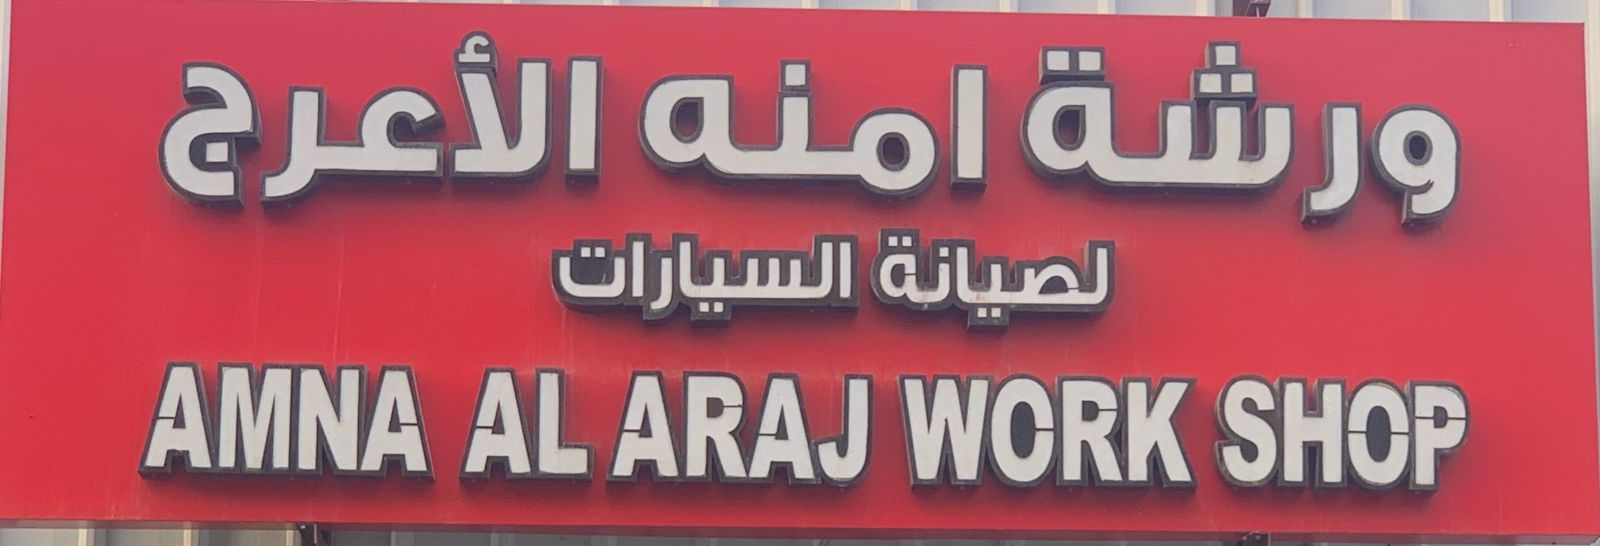 ورشة امنه الأعرج
لصيانة السيارات
AMNA AL ARAJ WORK SHOP